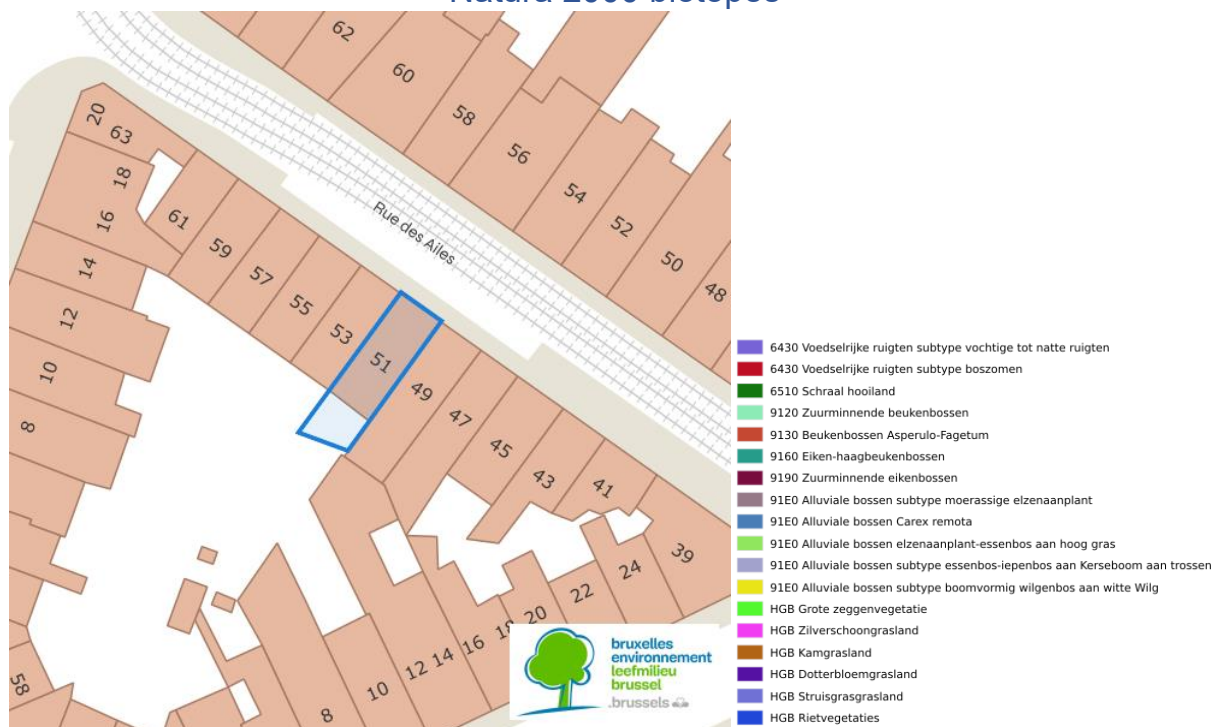 Natura 2000 biotopes
62
60
58
56
54
52
50
48
20
63
18
16
61
14
59
57
55
53
51
49
47
45
43
41
39
12
10
8
Rue des Ailes
24
22
20
18
16
14
12
10
8
58
bruxelles
environnement
leefmilieu
brussel
.brussels
6430 Voedselrijke ruigten subtype vochtige tot natte ruigten
6430 Voedselrijke ruigten subtype boszomen
6510 Schraal hooiland
9120 Zuurminnende beukenbossen
9130 Beukenbossen Asperulo-Fagetum
9160 Eiken-haagbeukenbossen
9190 Zuurminnende eikenbossen
91E0 Alluviale bossen subtype moerassige elzenaanplant
91E0 Alluviale bossen Carex remota
91E0 Alluviale bossen elzenaanplant-essenbos aan hoog gras
91E0 Alluviale bossen subtype essenbos-iepenbos aan Kerseboom aan trossen
91E0 Alluviale bossen subtype boomvormig wilgenbos aan witte Wilg
HGB Grote zeggenvegetatie
HGB Zilverschoongrasland
HGB Kamgrasland
HGB Dotterbloemgrasland
HGB Struisgrasgrasland
HGB Rietvegetaties